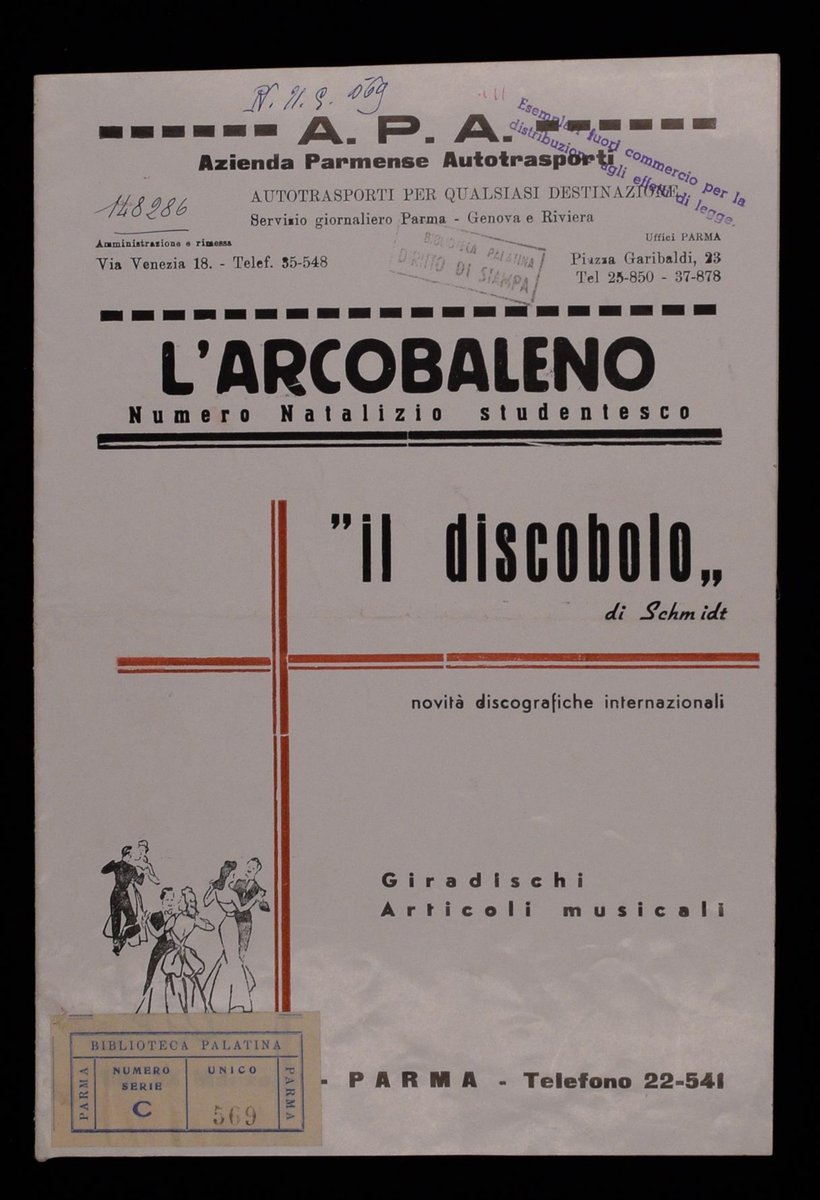 N. U. C. 569
A. P. A.
Esemplari fuori commercio per la
distribuzione agli effetti di legge.
Azienda Parmense Autotrasporti
148286
AUTOTRASPORTI PER QUALSIASI DESTINAZIONE
Servizio giornaliero Parma - Genova e Riviera
Amministrazione e rimessa
Via Venezia 18. - Telef. 35-548
BIBLIOTECA PALATINA
DIRITTO DI STAMPA
Uffici PARMA
Piazza Garibaldi, 23
Tel 25-850 - 37-878
L'ARCOBALENO
Numero Natalizio studentesco
"il discobolo„
di Schmidt
novità discografiche internazionali
Giradischi
Articoli musicali
- PARMA - Telefono 22-541
BIBLIOTECA PALATINA
PARMA
NUMERO
SERIE
C
UNICO
569
PARMA